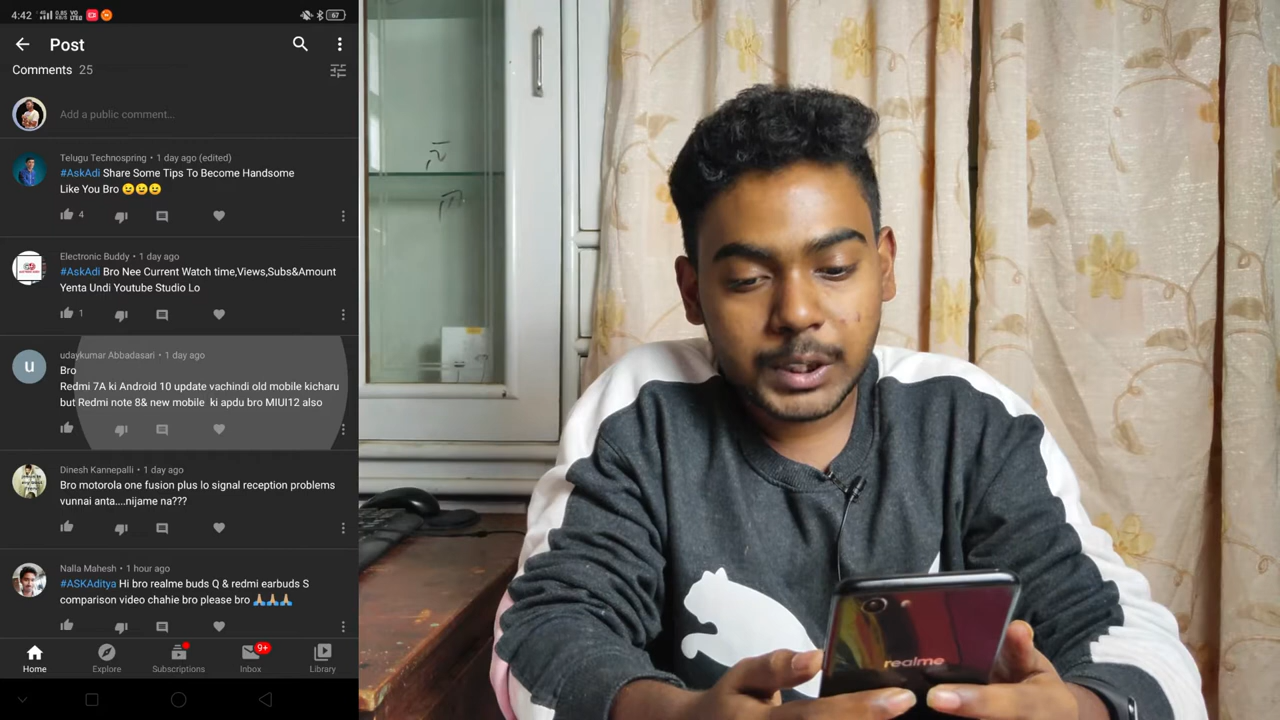 4:42
67
Post
Comments 25
Add a public comment...
Telugu Technospring • 1 day ago (edited)
#AskAdi Share Some Tips To Become Handsome
Like You Bro 😉😉😉
4
Electronic Buddy • 1 day ago
#AskAdi Bro Nee Current Watch time,Views,Subs&Amount
Yenta Undi Youtube Studio Lo
1
u
udaykumar Abbadasari • 1 day ago
Bro
Redmi 7A ki Android 10 update vachindi old mobile kicharu
but Redmi note 8& new mobile ki apdu bro MIUI12 also
Dinesh Kannepalli • 1 day ago
Bro motorola one fusion plus lo signal reception problems
vunnai anta....nijame na???
Nalla Mahesh • 1 hour ago
#ASKAditya Hi bro realme buds Q & redmi earbuds S
comparison video chahie bro please bro 🙏🙏🙏
9+
Home Explore Subscriptions Inbox Library
realme